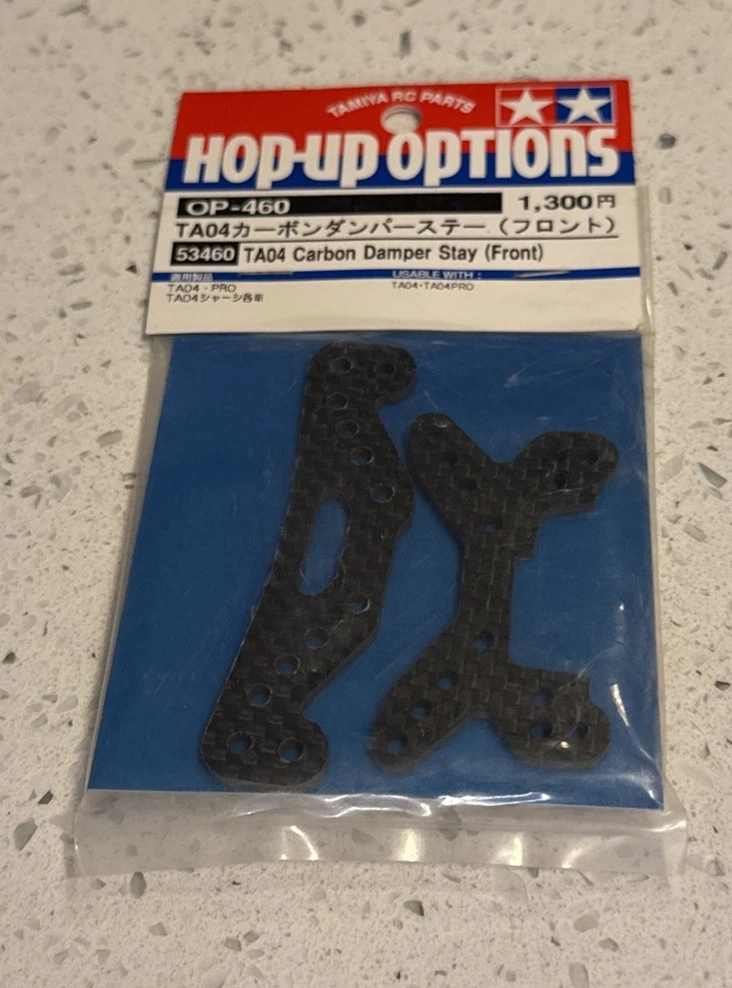 TAMIYA RC PARTS
HOP-UP OPTIONS
OP-460 1,300円
TA04カーボンダンパーステー(フロント)
53460 TA04 Carbon Damper Stay (Front)
適用製品 USABLE WITH :
TA04・PRO TA04・TA04PRO
TA04シャーシ各車